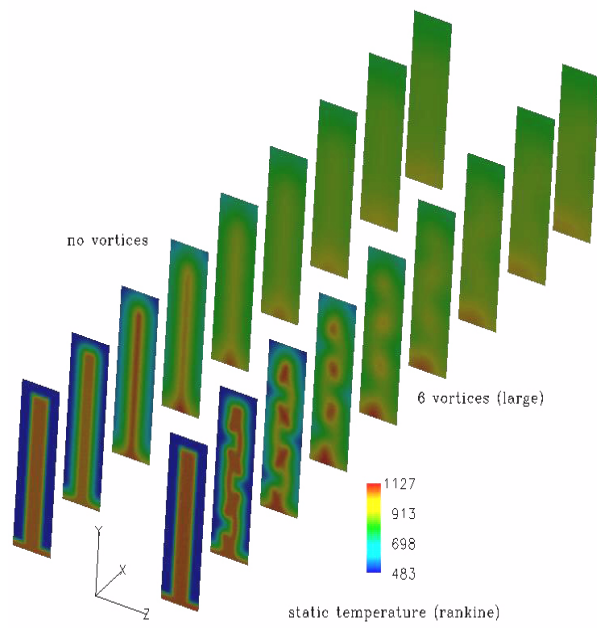 no vortices
6 vortices (large)
1127
913
698
483
Y
X
Z
static temperature (rankine)